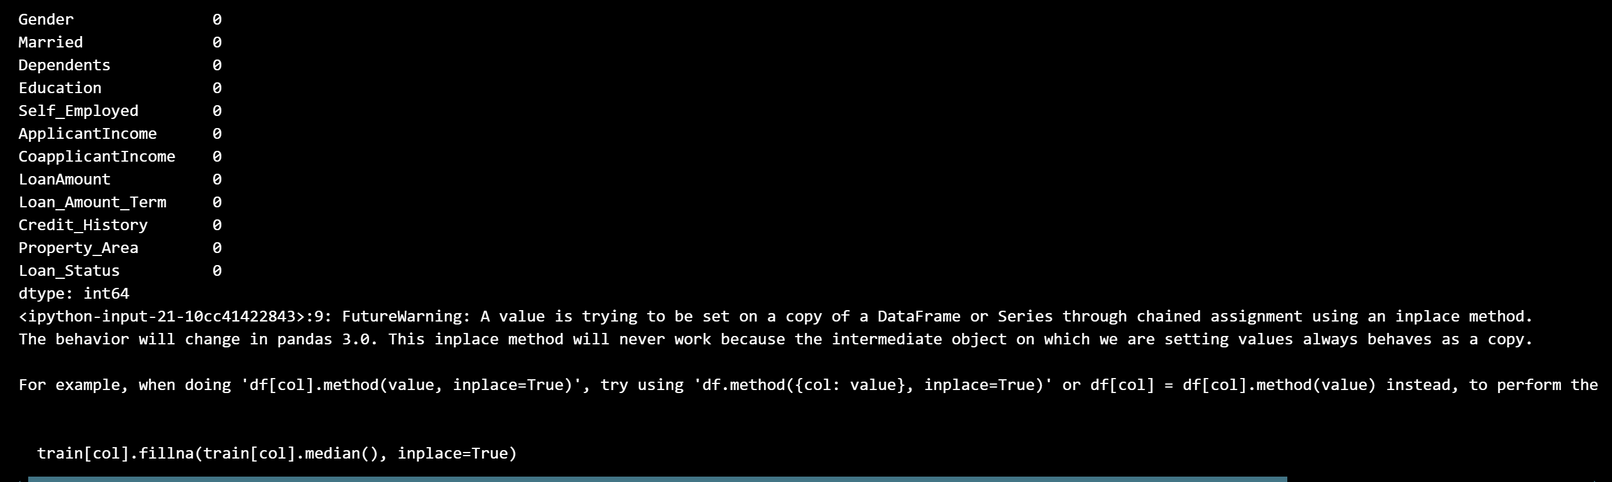 Gender 0
Married 0
Dependents 0
Education 0
Self_Employed 0
ApplicantIncome 0
CoapplicantIncome 0
LoanAmount 0
Loan_Amount_Term 0
Credit_History 0
Property_Area 0
Loan_Status 0
dtype: int64
<ipython-input-21-10cc41422843>:9: FutureWarning: A value is trying to be set on a copy of a DataFrame or Series through chained assignment using an inplace method.
The behavior will change in pandas 3.0. This inplace method will never work because the intermediate object on which we are setting values always behaves as a copy.
For example, when doing 'df[col].method(value, inplace=True)', try using 'df.method({col: value}, inplace=True)' or df[col] = df[col].method(value) instead, to perform the
train[col].fillna(train[col].median(), inplace=True)